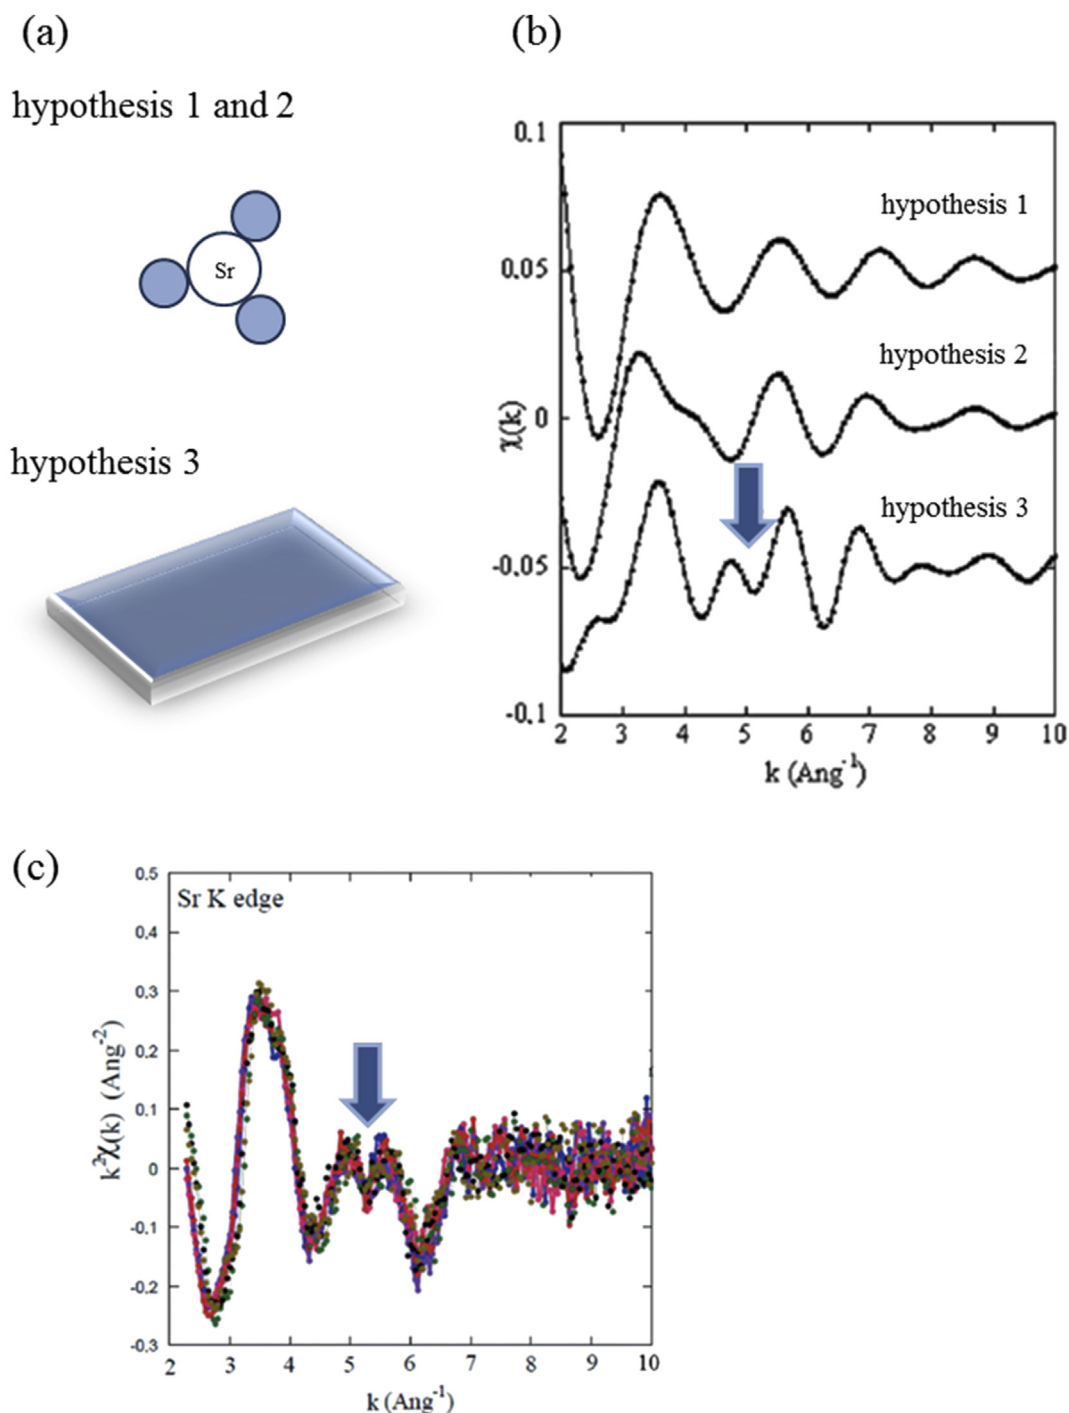 (a)
hypothesis 1 and 2
Sr
hypothesis 3
(b)
0.1
0.05
0
-0.05
-0.1
χ(k)
hypothesis 1
hypothesis 2
hypothesis 3
2 3 4 5 6 7 8 9 10
k (Ang⁻¹)
(c)
Sr K edge
0.5
0.4
0.3
0.2
0.1
0
-0.1
-0.2
-0.3
k²χ(k) (Ang⁻²)
2 3 4 5 6 7 8 9 10
k (Ang⁻¹)